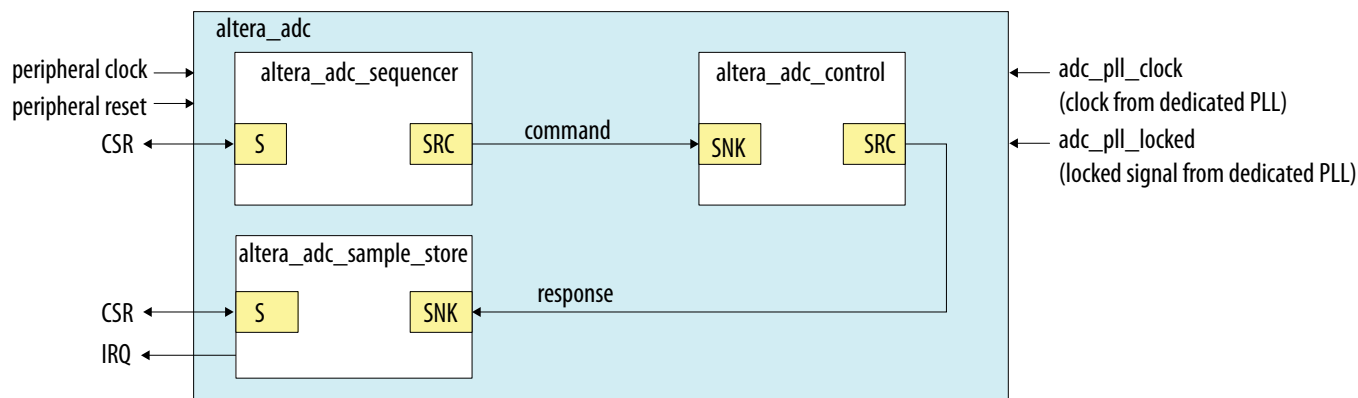 altera_adc
peripheral clock
peripheral reset
CSR
altera_adc_sequencer
S
SRC
command
altera_adc_control
SNK
SRC
adc_pll_clock
(clock from dedicated PLL)
adc_pll_locked
(locked signal from dedicated PLL)
altera_adc_sample_store
CSR
S
SNK
response
IRQ